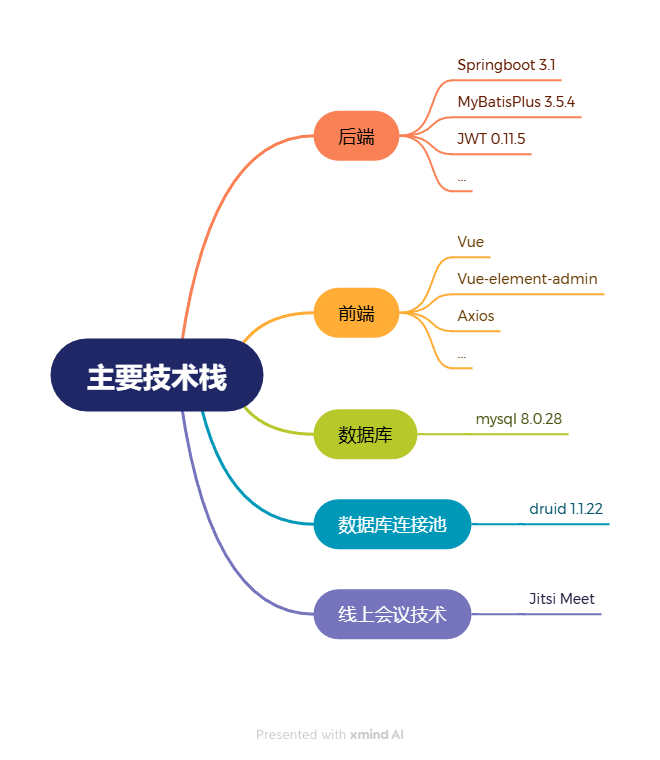 主要技术栈
后端
Springboot 3.1
MyBatisPlus 3.5.4
JWT 0.11.5
...
前端
Vue
Vue-element-admin
Axios
...
数据库
mysql 8.0.28
数据库连接池
druid 1.1.22
线上会议技术
Jitsi Meet
Presented with xmind AI